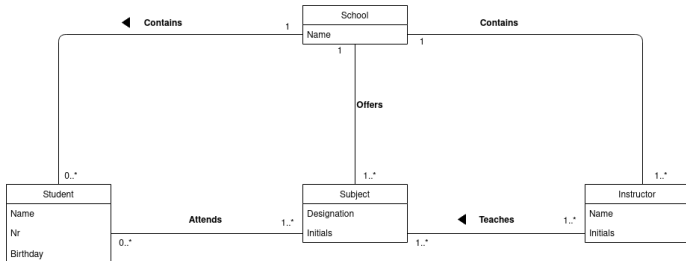 School
Contains
1
Contains
Name
1
1
Offers
0..*
1..*
1..*
Student
Subject
Instructor
Name
Designation
Name
Attends
1..*
Teaches
1..*
Nr
Initials
Initials
0..*
1..*
Birthday